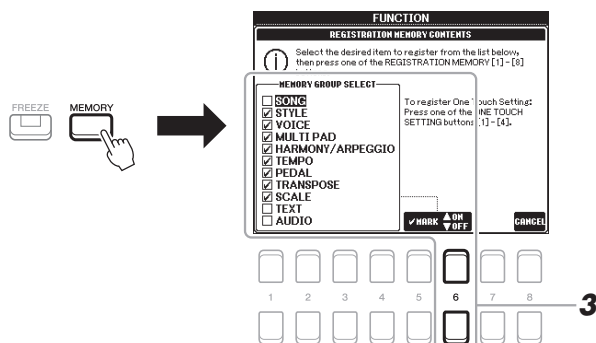 FUNCTION
REGISTRATION MEMORY CONTENTS
Select the desired item to register from the list below,
then press one of the REGISTRATION MEMORY [1]-[8]
MEMORY GROUP SELECT
SONG
STYLE
VOICE
MULTI PAD
HARMONY/ARPEGGIO
TEMPO
PEDAL
TRANSPOSE
SCALE
TEXT
AUDIO
To register One Touch Setting:
Press one of the ONE TOUCH
SETTING buttons [1]-[4].
MARK ▲ON
▼OFF
CANCEL
FREEZE
MEMORY
1 2 3 4 5 6 7 8
3